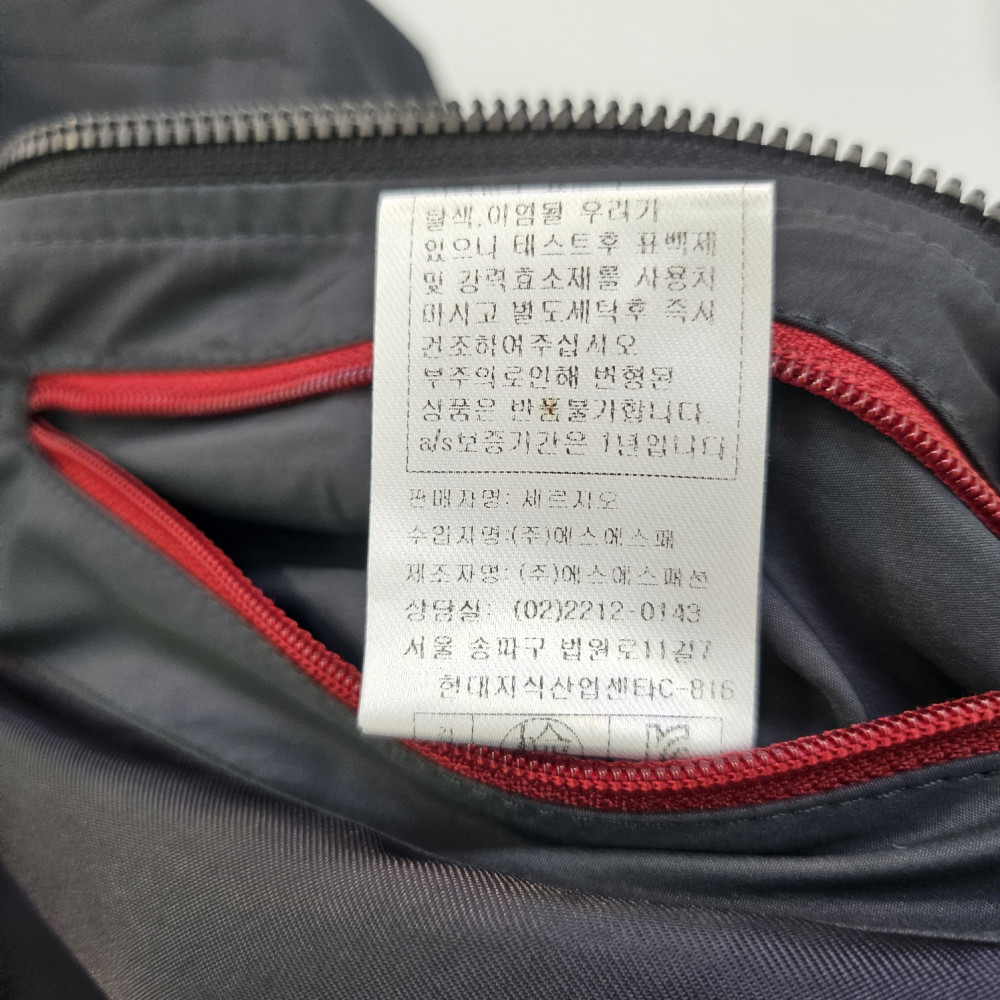 탈색.이염될 우려가
있으니 테스트후 표백제
및 강력효소제를 사용치
마시고 별도세탁후 즉시
건조하여주십시오
부주의로인해 변형된
상품은 반품불가합니다.
a/s보증기간은 1년입니다
판매자명: 세르지오
수입자명:(주)에스에스패
제조자명: (주)에스에스패션
상담실: (02)2212-0143
서울 송파구 법원로11길7
현대지식산업센타C-816